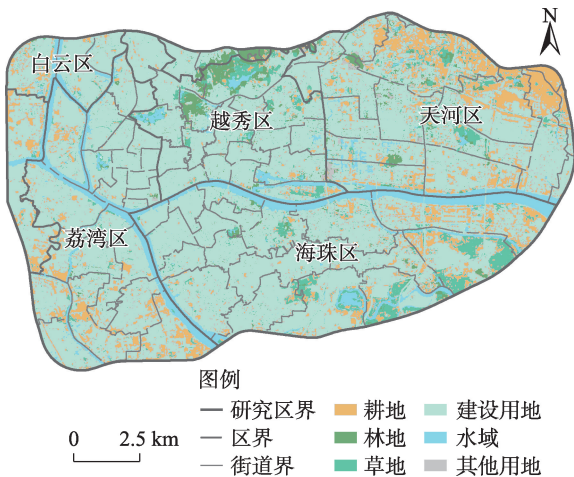 N
白云区
越秀区
天河区
荔湾区
海珠区
图例
研究区界 耕地 建设用地
区界 林地 水域
街道界 草地 其他用地
0 2.5 km